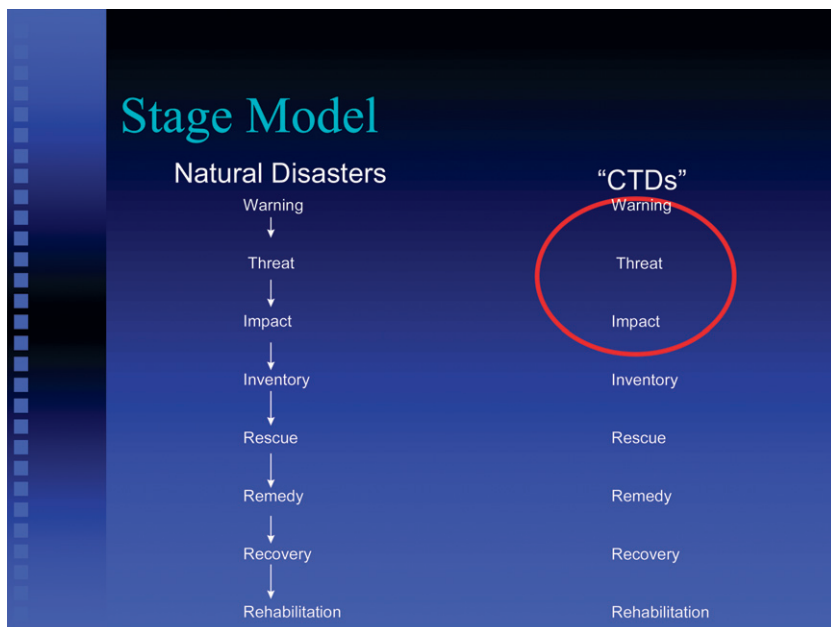 Stage Model
Natural Disasters
Warning
Threat
Impact
Inventory
Rescue
Remedy
Recovery
Rehabilitation
“CTDs”
Warning
Threat
Impact
Inventory
Rescue
Remedy
Recovery
Rehabilitation